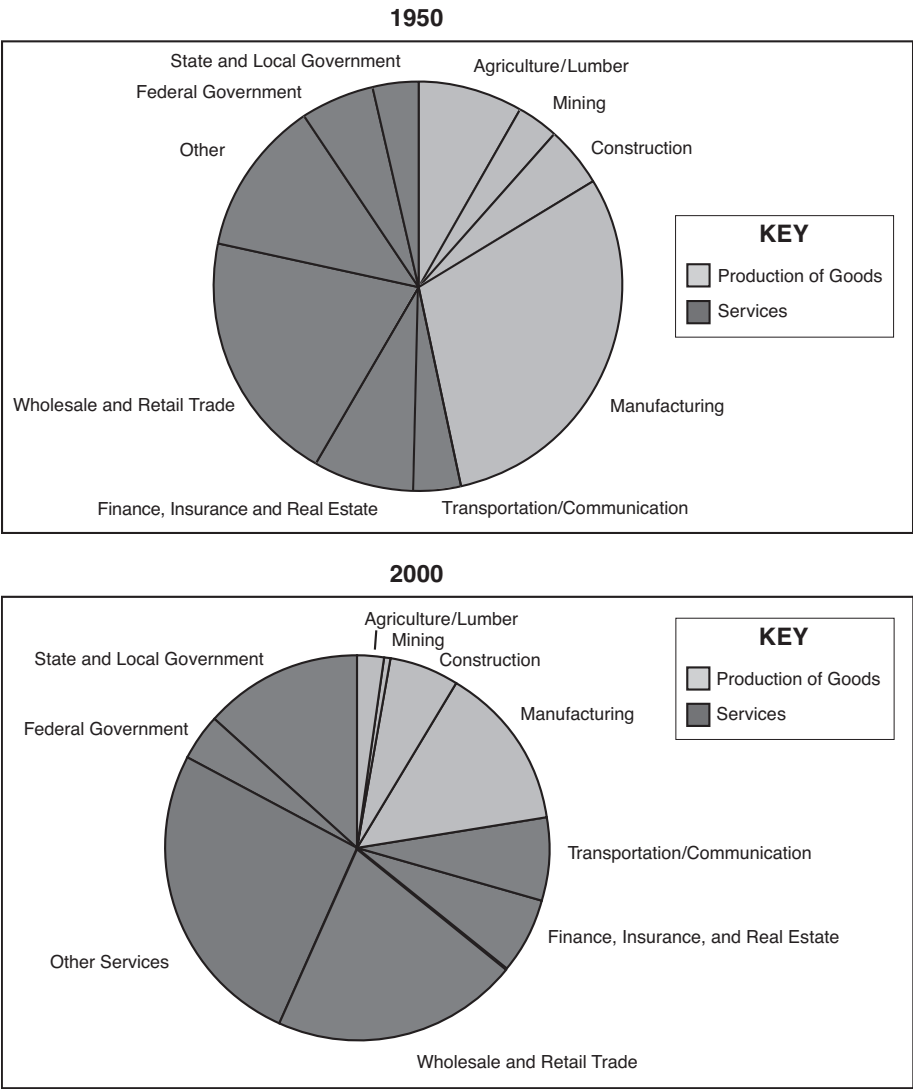 1950
State and Local Government
Agriculture/Lumber
Federal Government
Mining
Other
Construction
KEY
Production of Goods
Services
Wholesale and Retail Trade
Manufacturing
Finance, Insurance and Real Estate
Transportation/Communication
2000
Agriculture/Lumber
Mining
State and Local Government
Construction
KEY
Production of Goods
Services
Manufacturing
Federal Government
Transportation/Communication
Finance, Insurance, and Real Estate
Other Services
Wholesale and Retail Trade